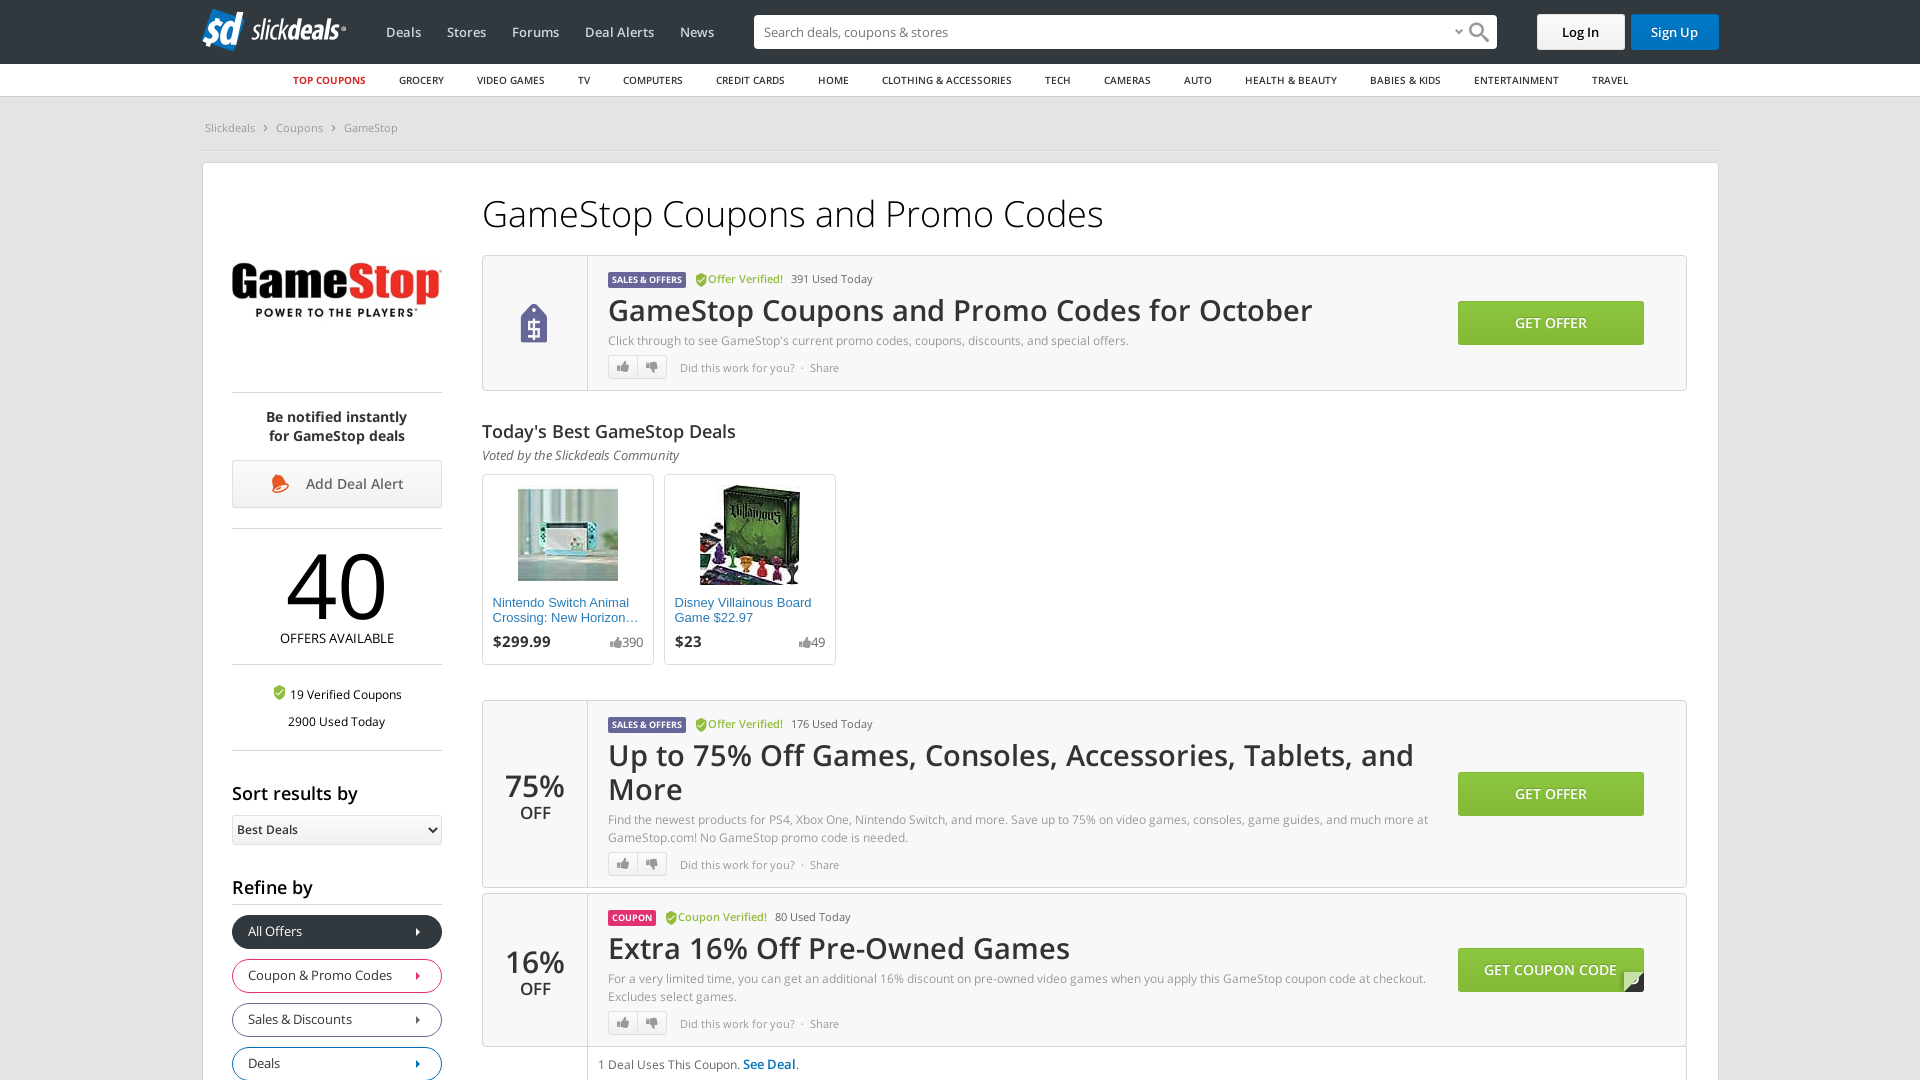 slickdeals
Deals
Stores
Forums
Deal Alerts
News
Search deals, coupons & stores
Log In
Sign Up
TOP COUPONS
GROCERY
VIDEO GAMES
TV
COMPUTERS
CREDIT CARDS
HOME
CLOTHING & ACCESSORIES
TECH
CAMERAS
AUTO
HEALTH & BEAUTY
BABIES & KIDS
ENTERTAINMENT
TRAVEL
Slickdeals
Coupons
GameStop
GameStop
POWER TO THE PLAYERS
Be notified instantly
for GameStop deals
Add Deal Alert
40
OFFERS AVAILABLE
19 Verified Coupons
2900 Used Today
Sort results by
Best Deals
Refine by
All Offers
Coupon & Promo Codes
Sales & Discounts
Deals
GameStop Coupons and Promo Codes
SALES & OFFERS Offer Verified! 391 Used Today
GameStop Coupons and Promo Codes for October
Click through to see GameStop's current promo codes, coupons, discounts, and special offers.
Did this work for you? · Share
GET OFFER
Today's Best GameStop Deals
Voted by the Slickdeals Community
Nintendo Switch Animal
Crossing: New Horizon…
$299.99 390
Villainous
Disney Villainous Board
Game $22.97
$23 49
75%
OFF
SALES & OFFERS Offer Verified! 176 Used Today
Up to 75% Off Games, Consoles, Accessories, Tablets, and
More
Find the newest products for PS4, Xbox One, Nintendo Switch, and more. Save up to 75% on video games, consoles, game guides, and much more at
GameStop.com! No GameStop promo code is needed.
Did this work for you? · Share
GET OFFER
16%
OFF
COUPON Coupon Verified! 80 Used Today
Extra 16% Off Pre-Owned Games
For a very limited time, you can get an additional 16% discount on pre-owned video games when you apply this GameStop coupon code at checkout.
Excludes select games.
Did this work for you? · Share
GET COUPON CODE
1 Deal Uses This Coupon. See Deal.